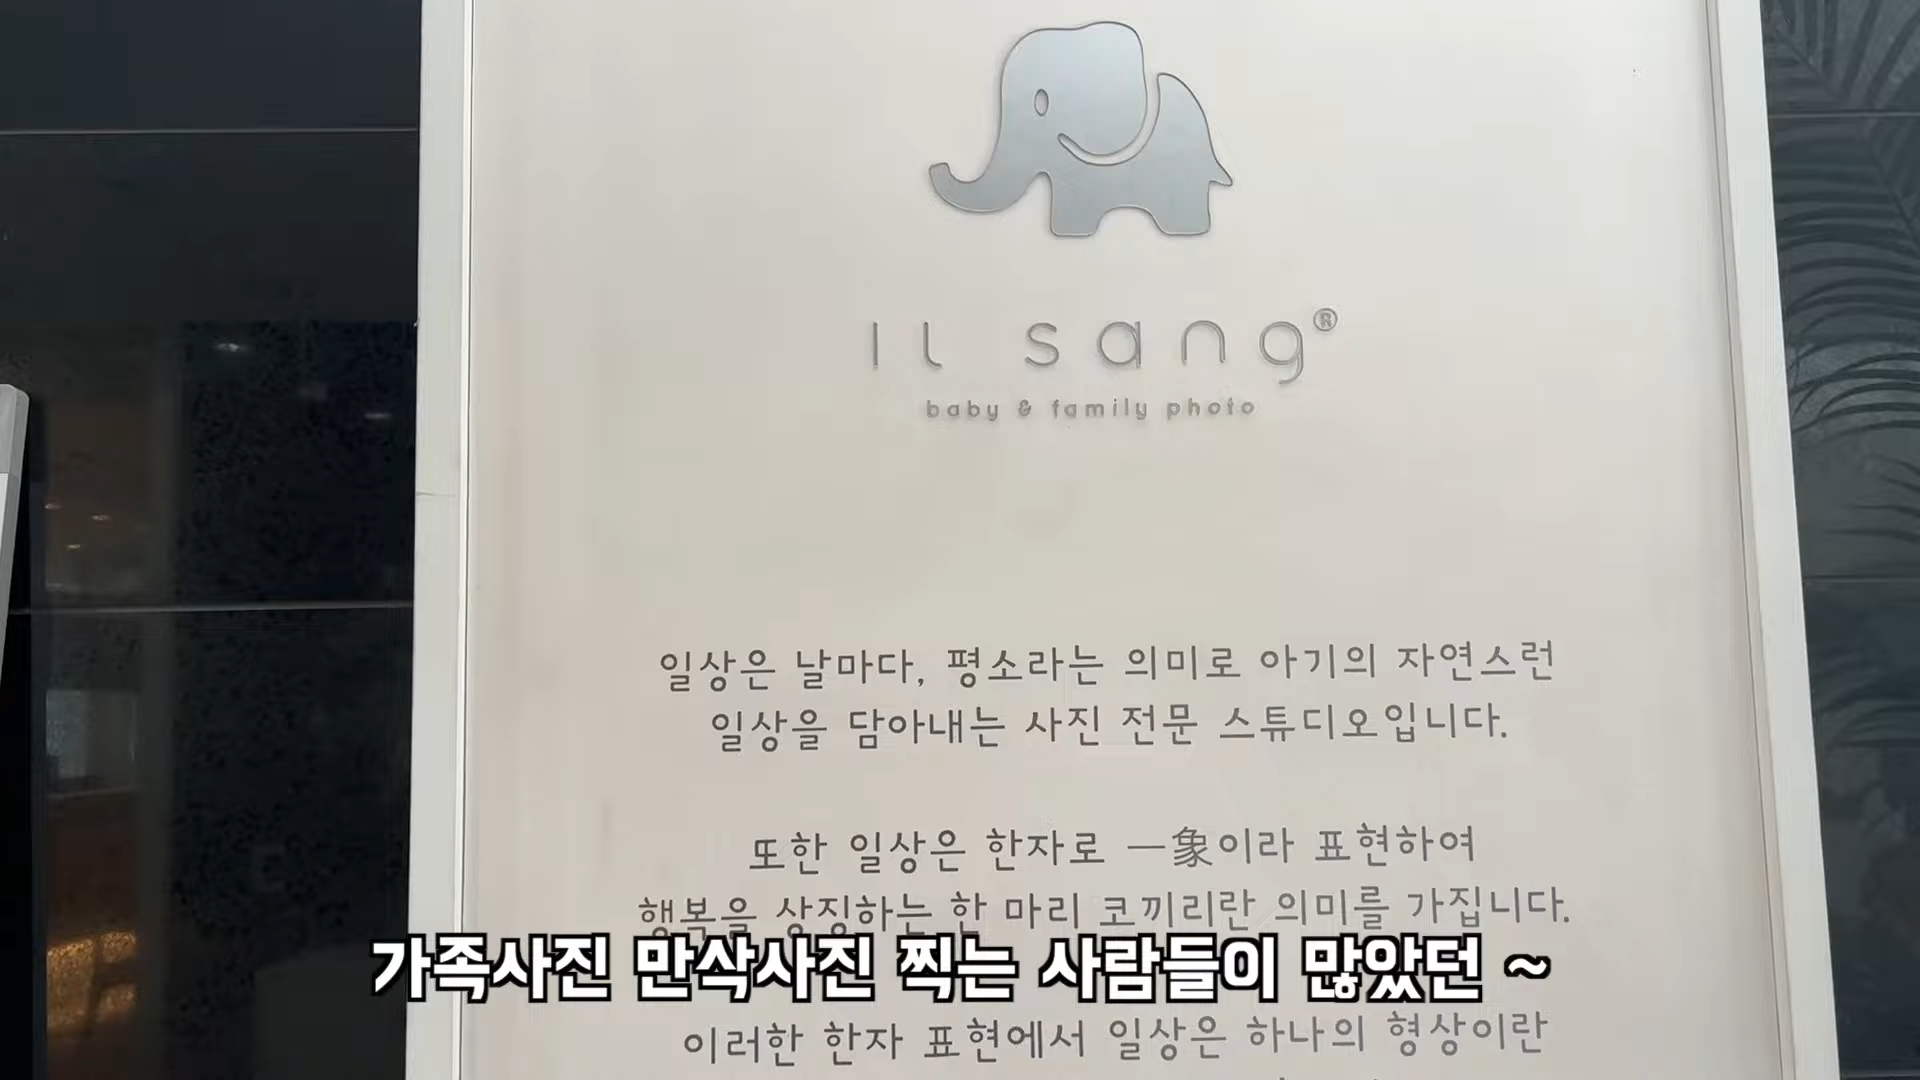 il sang®
baby & family photo
일상은 날마다, 평소라는 의미로 아기의 자연스런
일상을 담아내는 사진 전문 스튜디오입니다.
또한 일상은 한자로 一象이라 표현하여
행복을 상징하는 한 마리 코끼리란 의미를 가집니다.
가족사진 만삭사진 찍는 사람들이 많았던 ~
이러한 한자 표현에서 일상은 하나의 형상이란